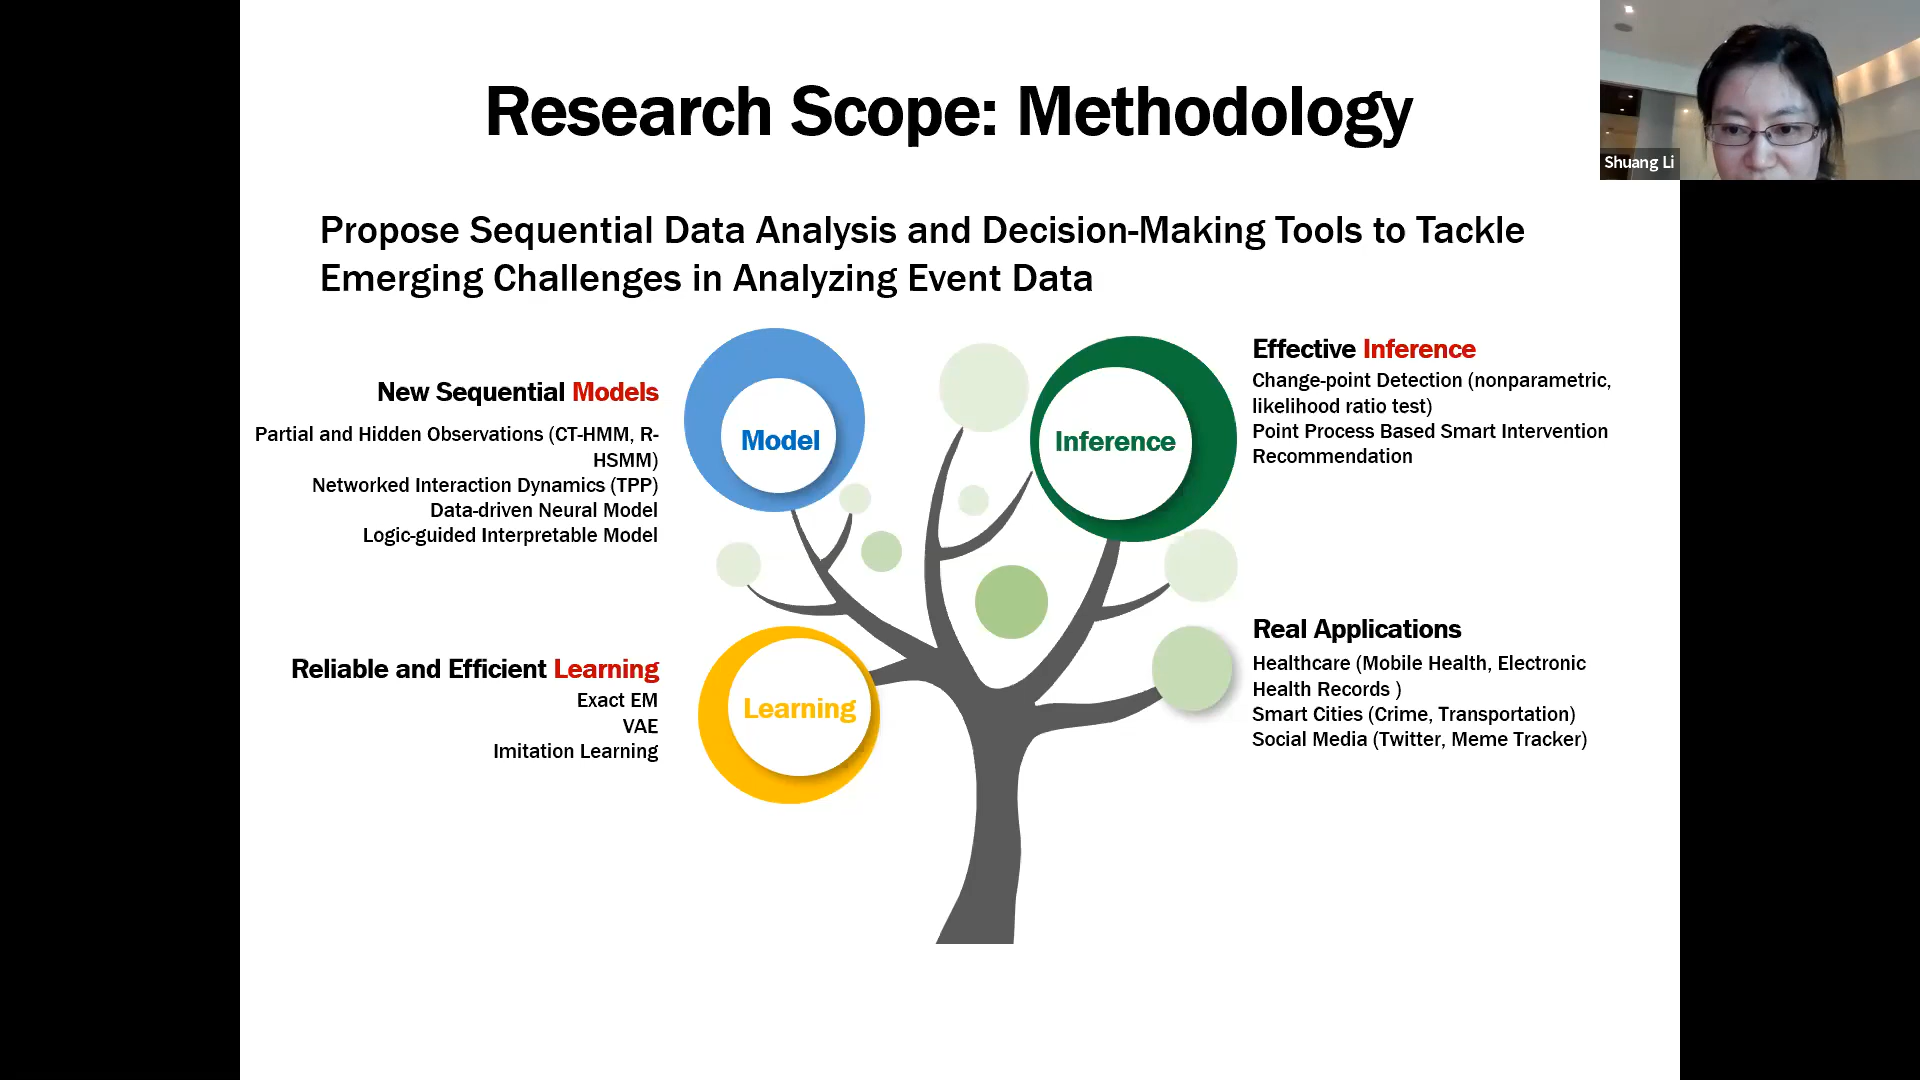 Research Scope: Methodology
Shuang Li
Propose Sequential Data Analysis and Decision-Making Tools to Tackle
Emerging Challenges in Analyzing Event Data
New Sequential Models
Partial and Hidden Observations (CT-HMM, R-
HSMM)
Networked Interaction Dynamics (TPP)
Data-driven Neural Model
Logic-guided Interpretable Model
Model
Inference
Effective Inference
Change-point Detection (nonparametric,
likelihood ratio test)
Point Process Based Smart Intervention
Recommendation
Reliable and Efficient Learning
Exact EM
VAE
Imitation Learning
Learning
Real Applications
Healthcare (Mobile Health, Electronic
Health Records )
Smart Cities (Crime, Transportation)
Social Media (Twitter, Meme Tracker)